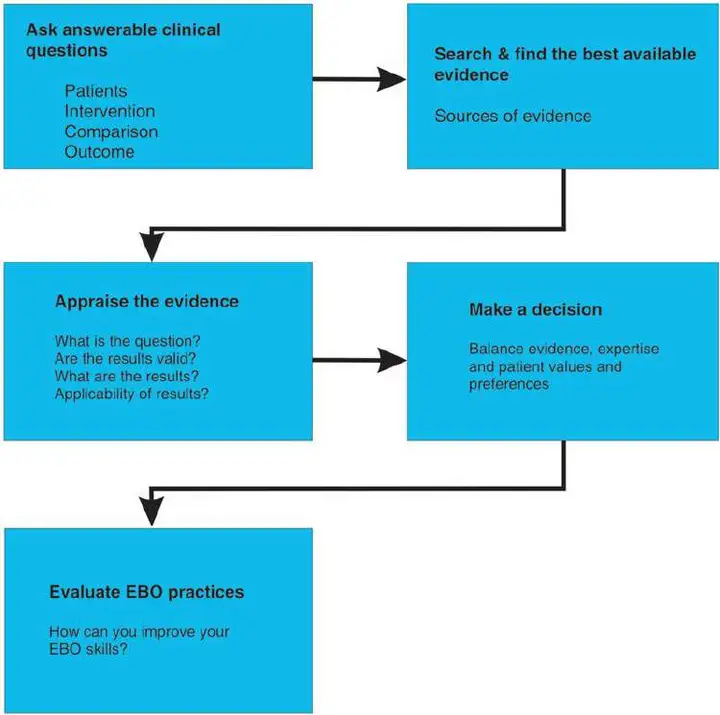 Ask answerable clinical
questions
Patients
Intervention
Comparison
Outcome
Search & find the best available
evidence
Sources of evidence
Appraise the evidence
What is the question?
Are the results valid?
What are the results?
Applicability of results?
Make a decision
Balance evidence, expertise
and patient values and
preferences
Evaluate EBO practices
How can you improve your
EBO skills?